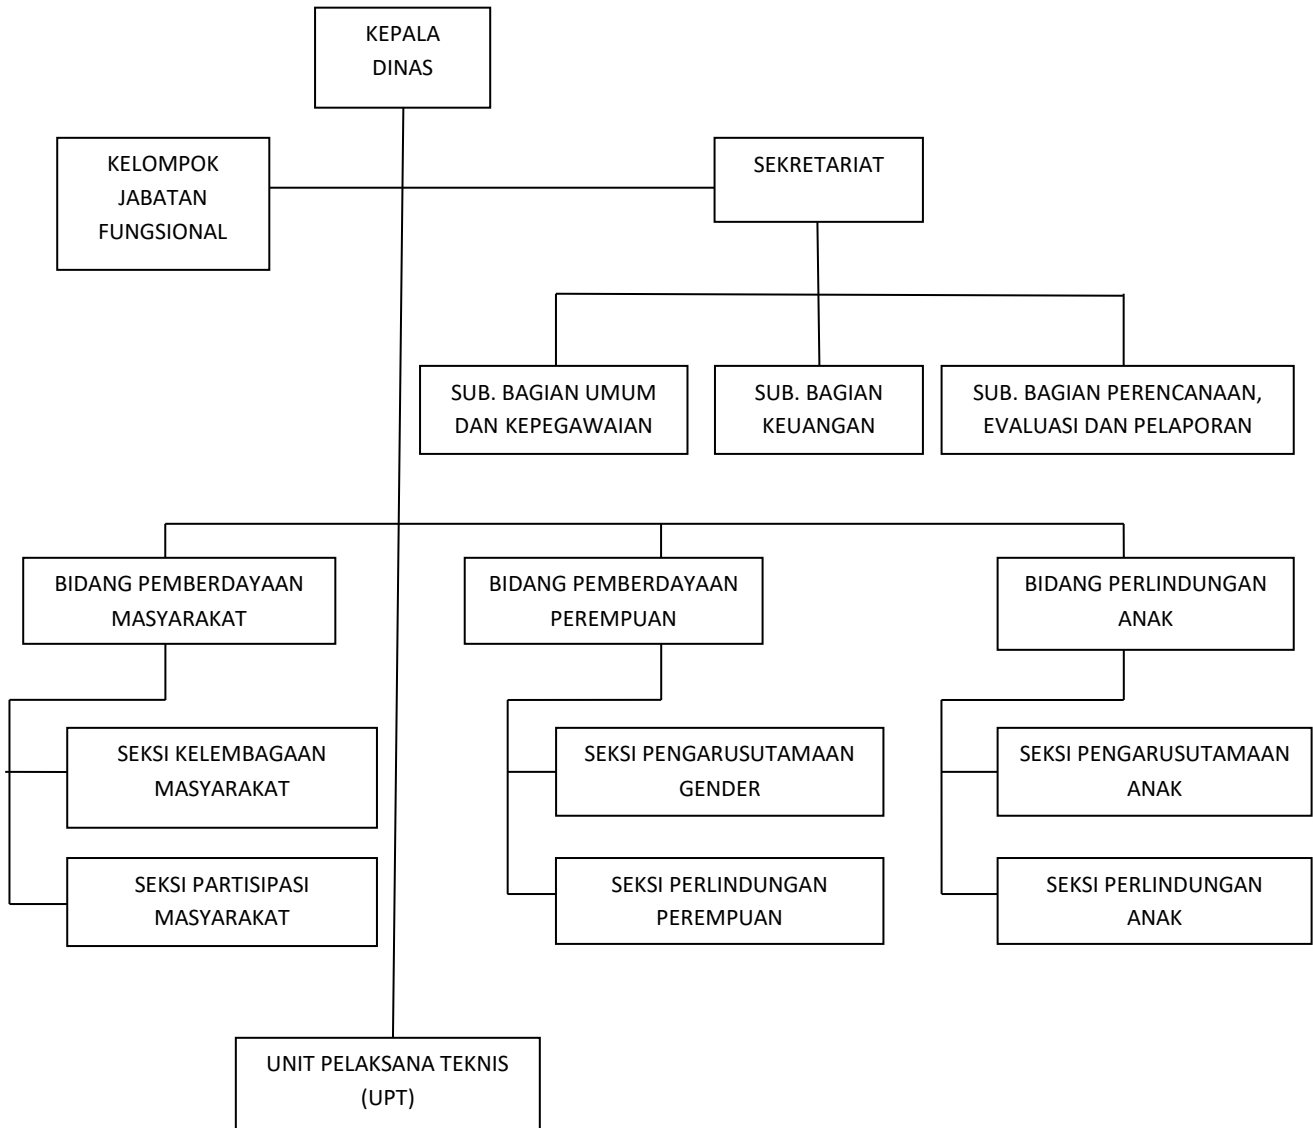 KEPALA
DINAS
KELOMPOK
JABATAN
FUNGSIONAL
SEKRETARIAT
SUB. BAGIAN UMUM
DAN KEPEGAWAIAN
SUB. BAGIAN
KEUANGAN
SUB. BAGIAN PERENCANAAN,
EVALUASI DAN PELAPORAN
BIDANG PEMBERDAYAAN
MASYARAKAT
BIDANG PEMBERDAYAAN
PEREMPUAN
BIDANG PERLINDUNGAN
ANAK
SEKSI KELEMBAGAAN
MASYARAKAT
SEKSI PENGARUSUTAMAAN
GENDER
SEKSI PENGARUSUTAMAAN
ANAK
SEKSI PARTISIPASI
MASYARAKAT
SEKSI PERLINDUNGAN
PEREMPUAN
SEKSI PERLINDUNGAN
ANAK
UNIT PELAKSANA TEKNIS
(UPT)